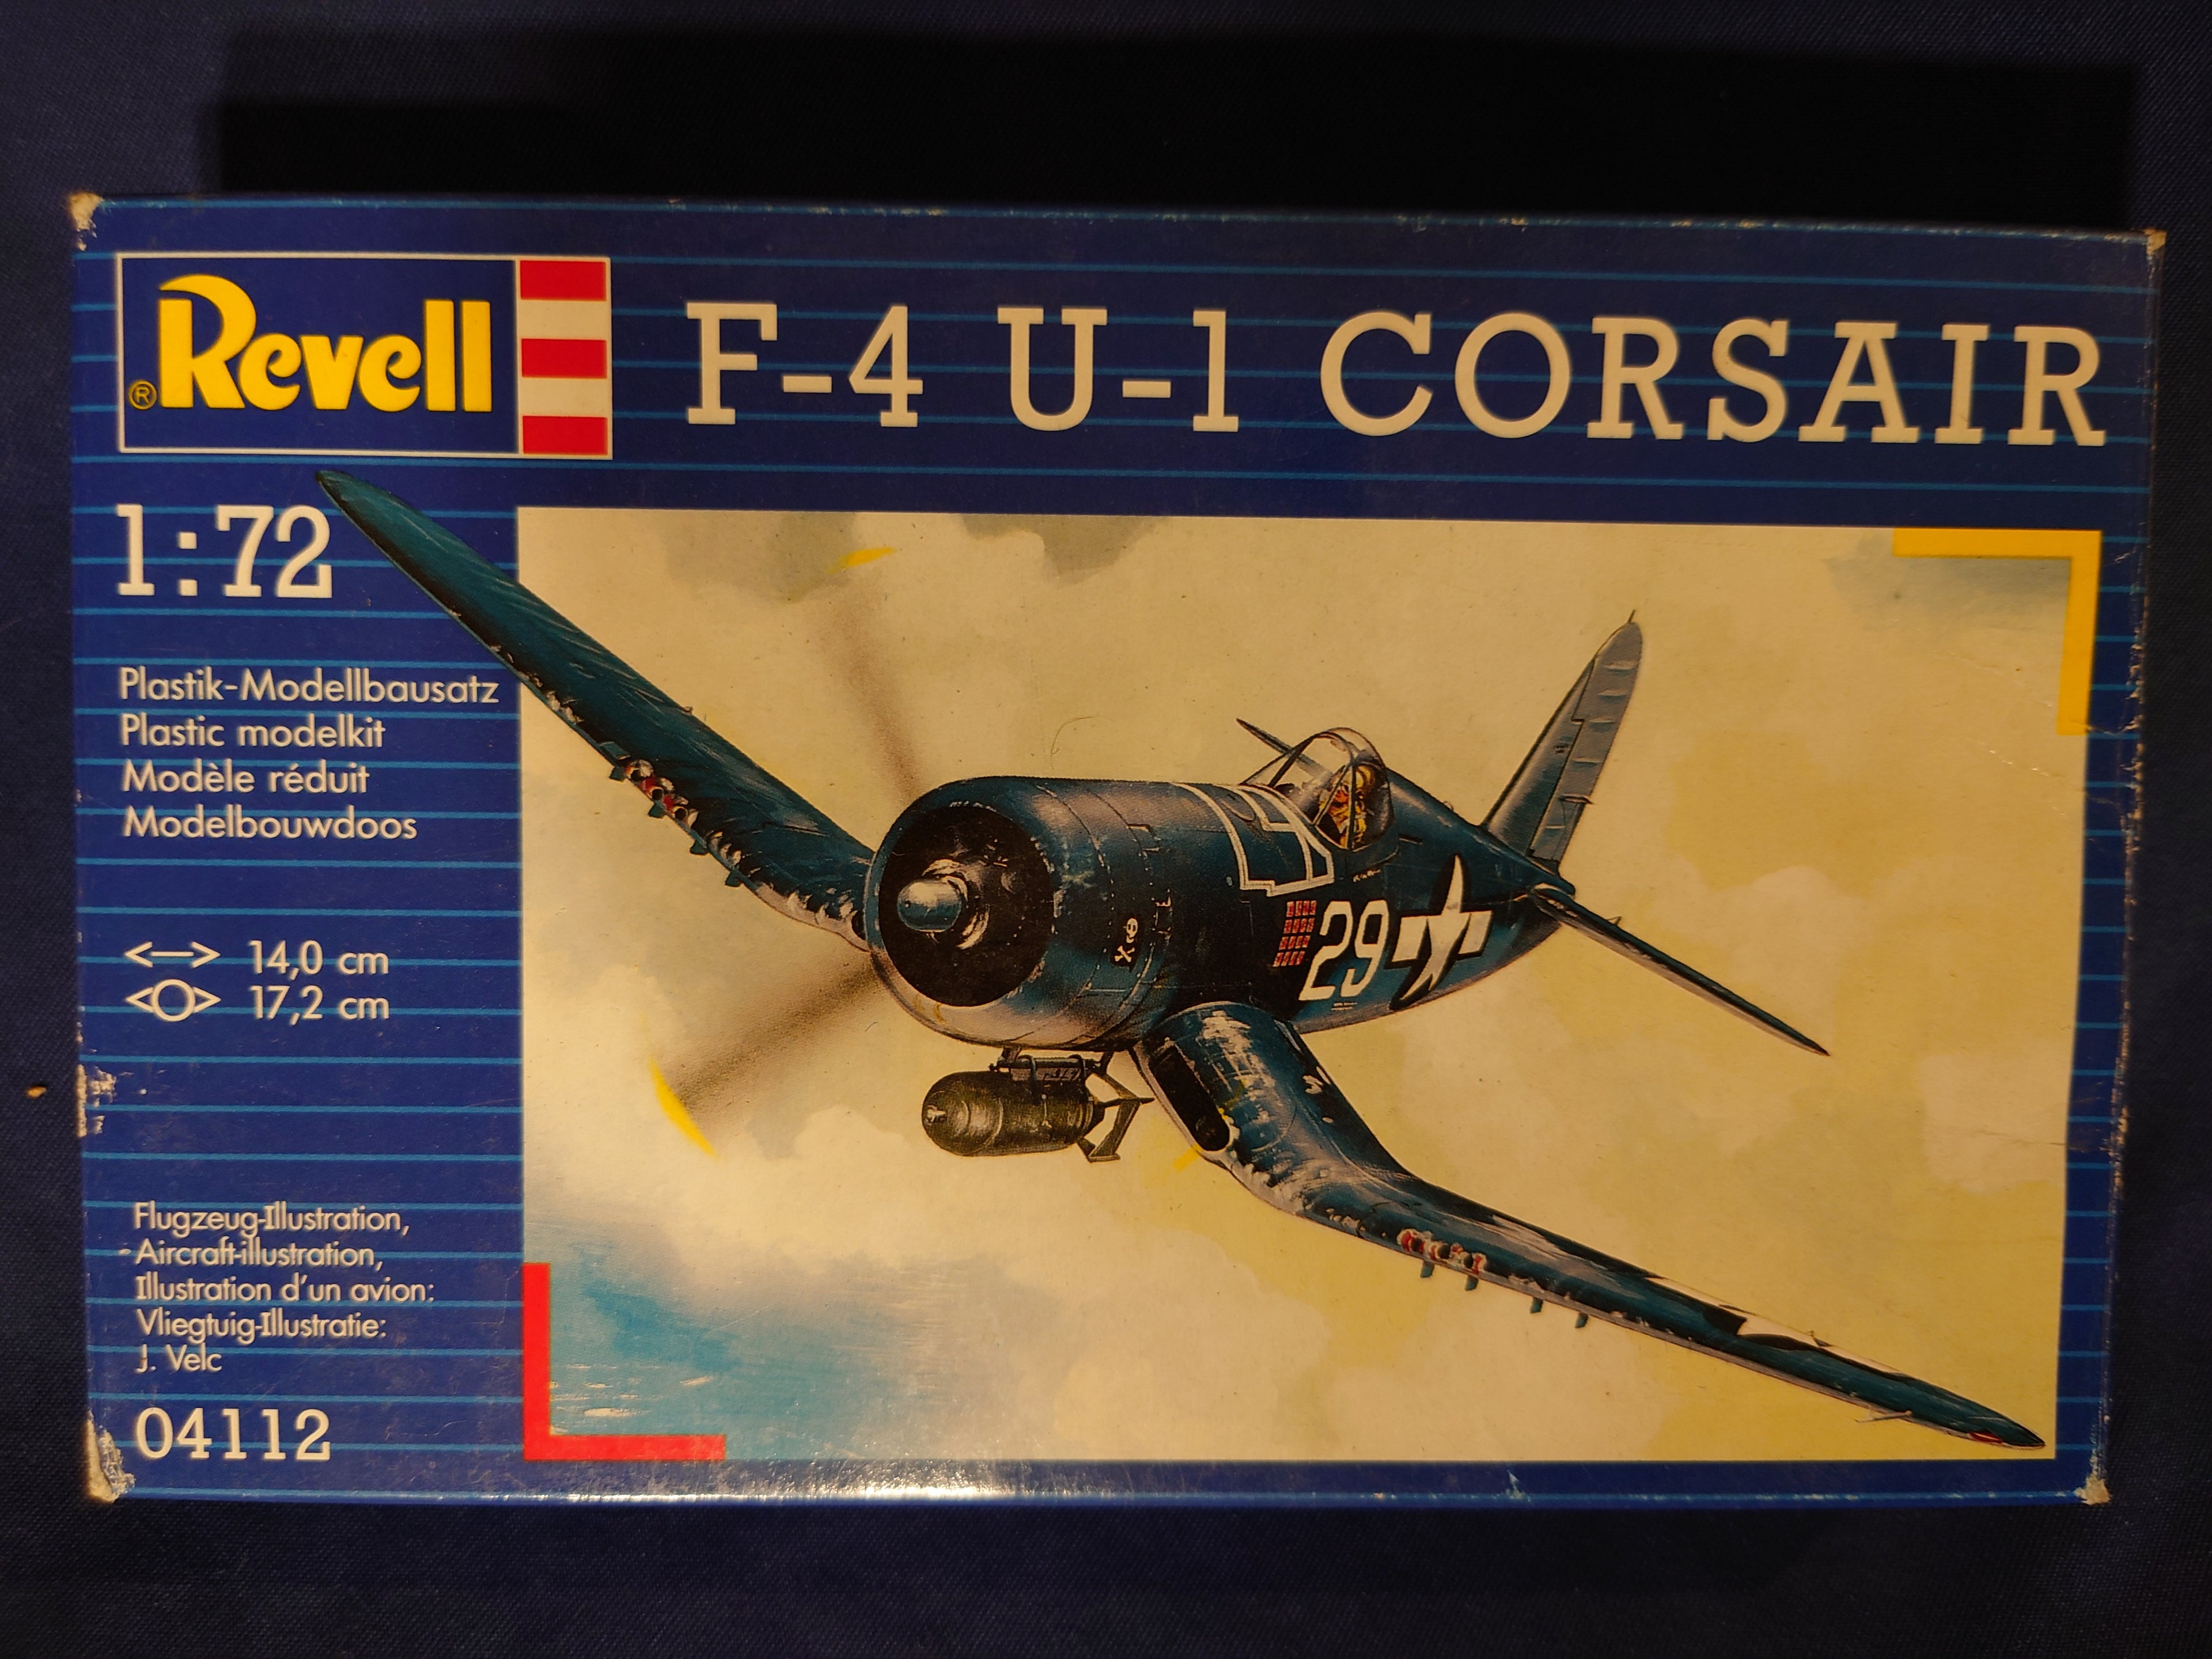 ®Revell
F-4 U-1 CORSAIR
1:72
Plastik-Modellbausatz
Plastic modelkit
Modèle réduit
Modelbouwdoos
<—> 14,0 cm
<O> 17,2 cm
29
Flugzeug-Illustration,
Aircraft-illustration,
Illustration d'un avion:
Vliegtuig-Illustratie:
J. Velc
04112